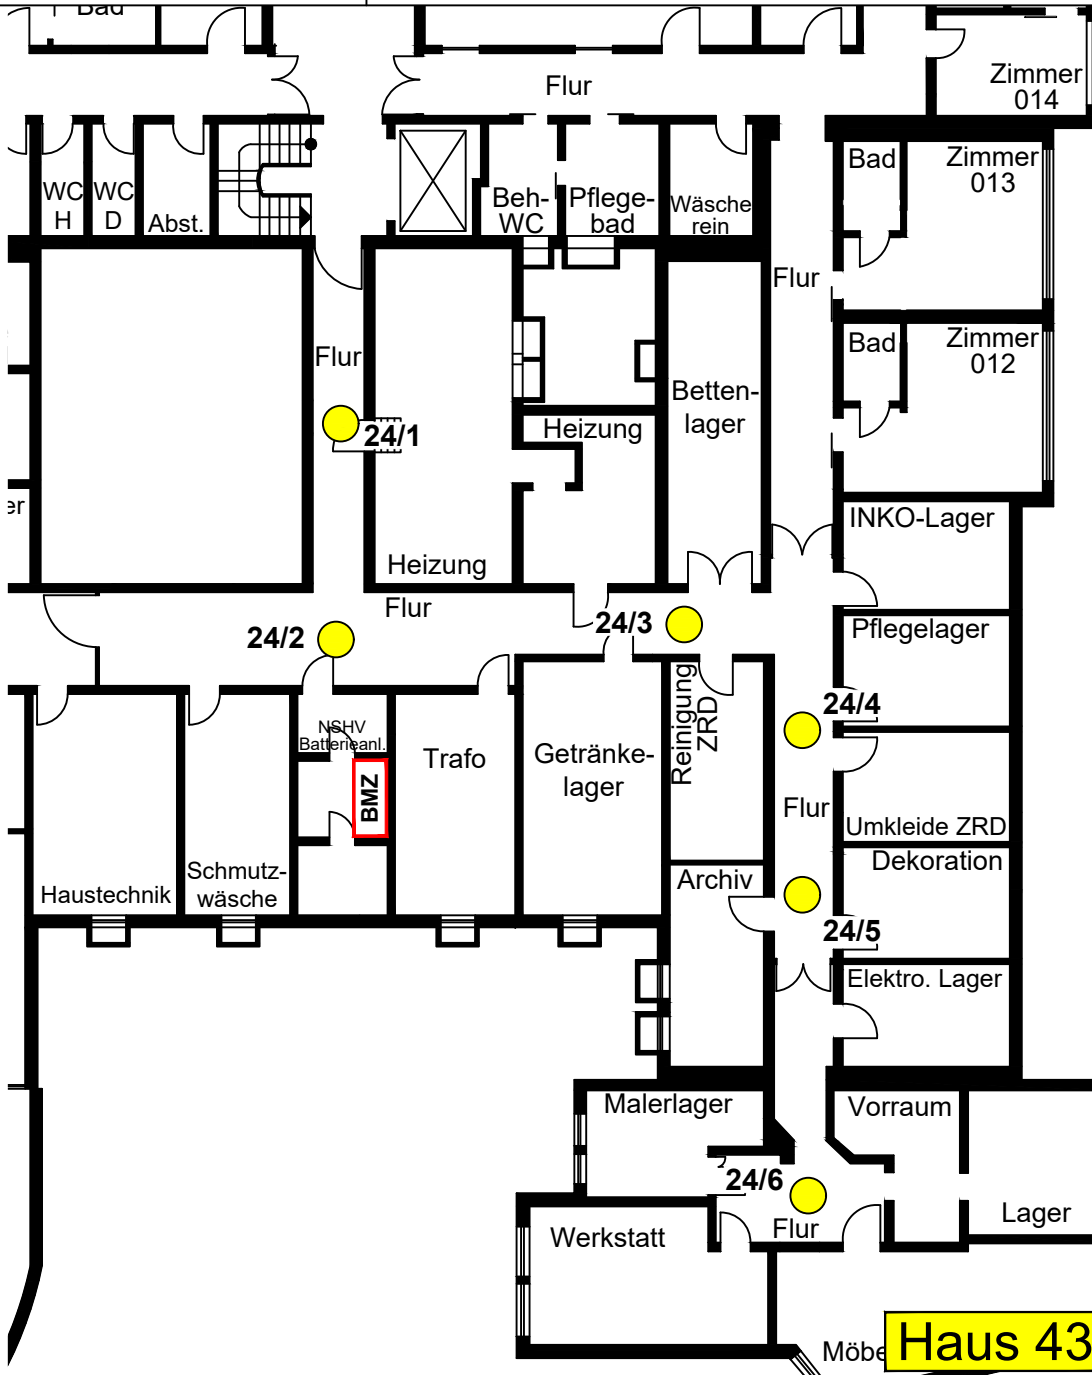 Bad
Flur
Zimmer
014
WC
H
WC
D
Abst.
Beh-
WC
Pflege-
bad
Wäsche
rein
Bad
Zimmer
013
Flur
Flur
Bad
Zimmer
012
Betten-
lager
24/1
Heizung
er
INKO-Lager
Heizung
Flur
24/2
24/3
Pflegelager
Reinigung
ZRD
24/4
NSHV
Batterieanl.
BMZ
Trafo
Getränke-
lager
Flur
Umkleide ZRD
Dekoration
Haustechnik
Schmutz-
wäsche
Archiv
24/5
Elektro. Lager
Malerlager
Vorraum
24/6
Flur
Lager
Werkstatt
Möbe
Haus 43